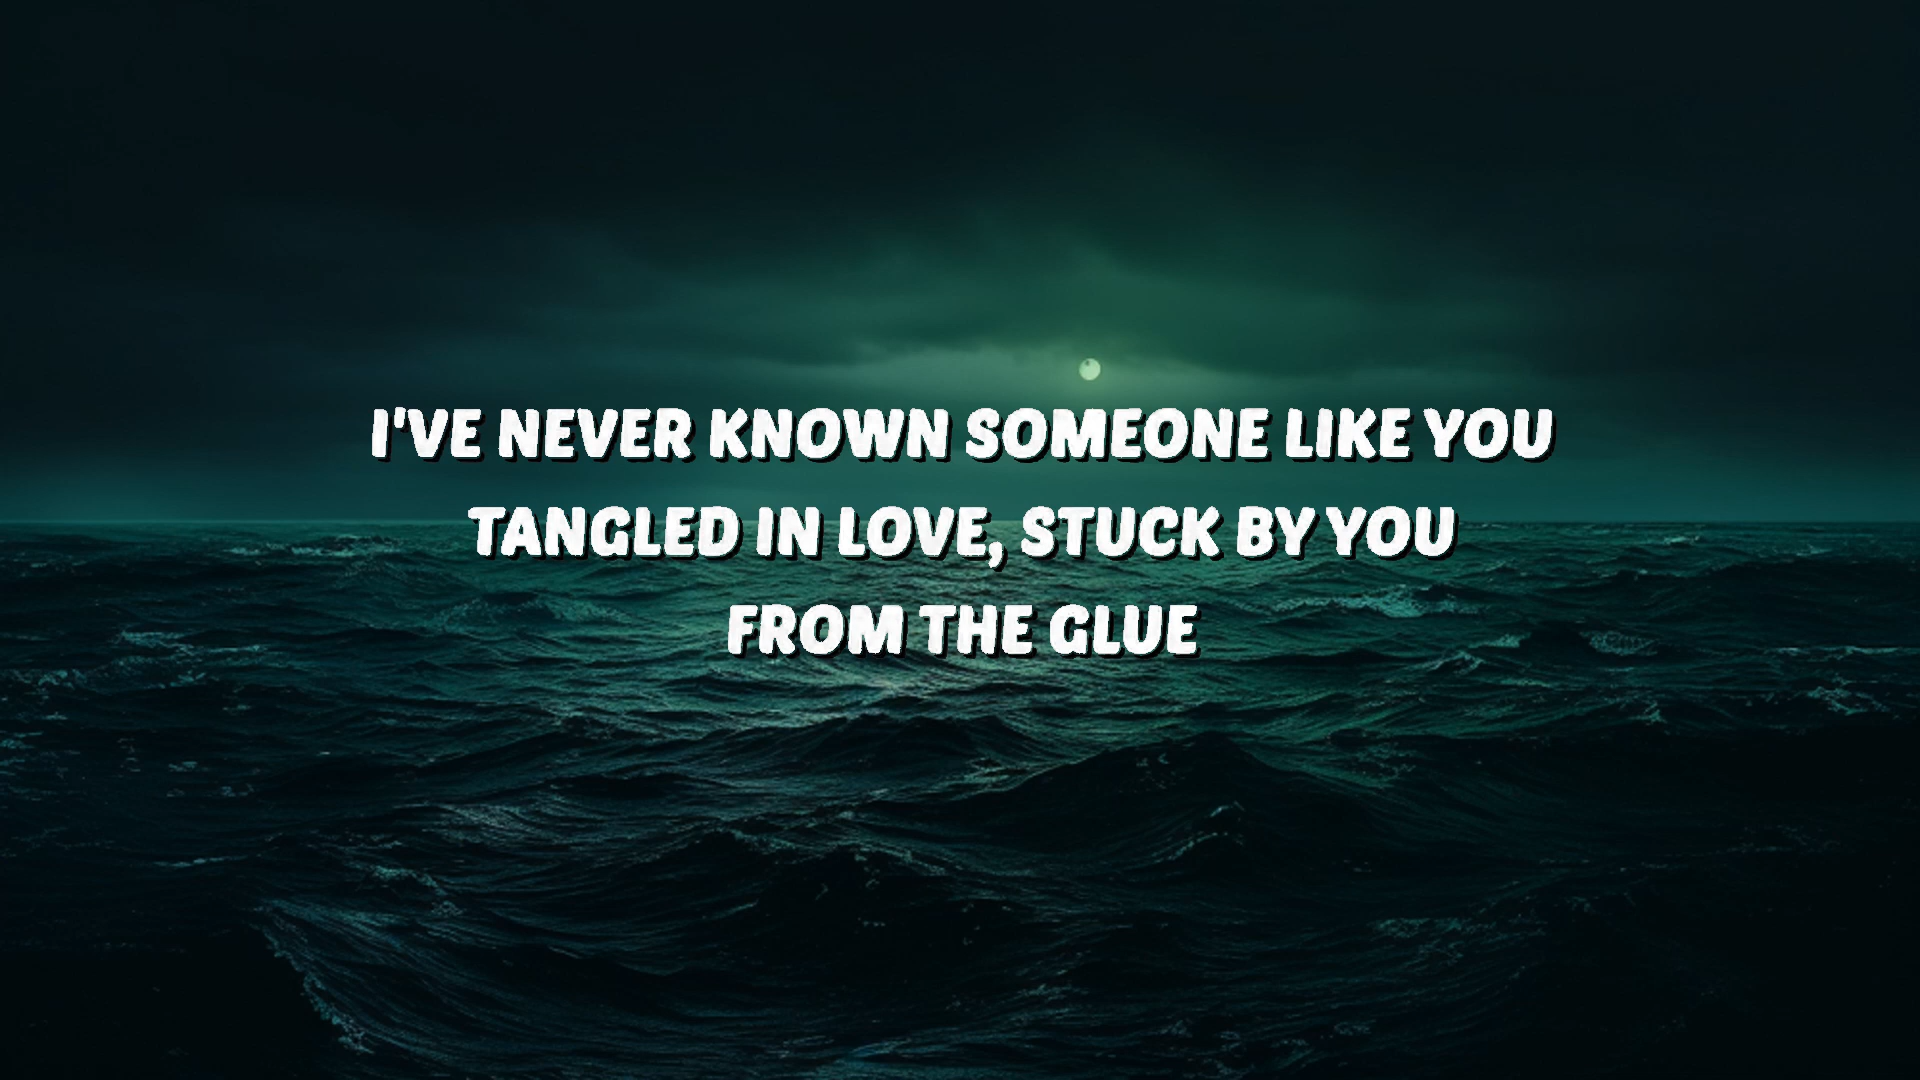 I'VE NEVER KNOWN SOMEONE LIKE YOU
TANGLED IN LOVE, STUCK BY YOU
FROM THE GLUE